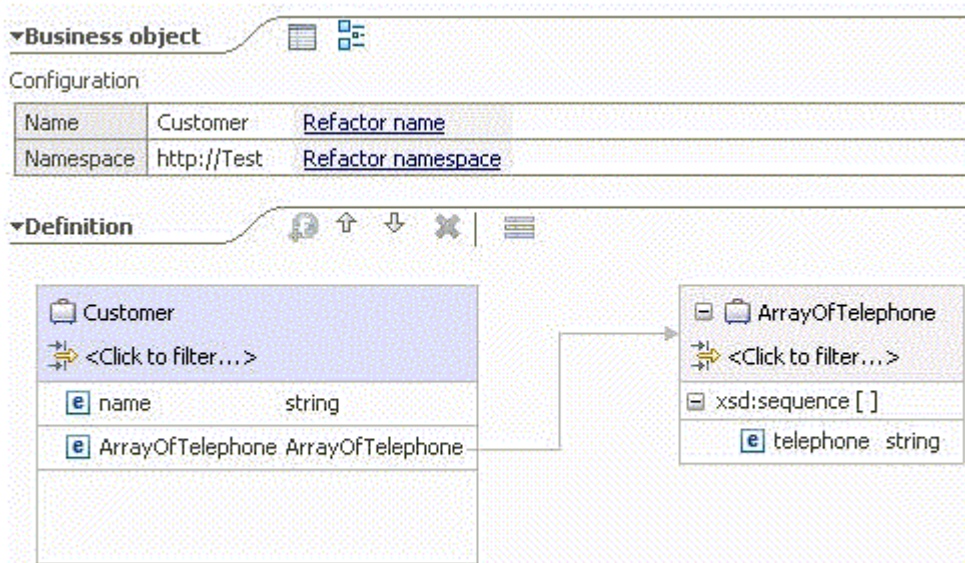 Business object
Configuration
Name Customer Refactor name
Namespace http://Test Refactor namespace
Definition
Customer
<Click to filter...>
e name string
e ArrayOfTelephone ArrayOfTelephone
ArrayOfTelephone
<Click to filter...>
xsd:sequence [ ]
e telephone string